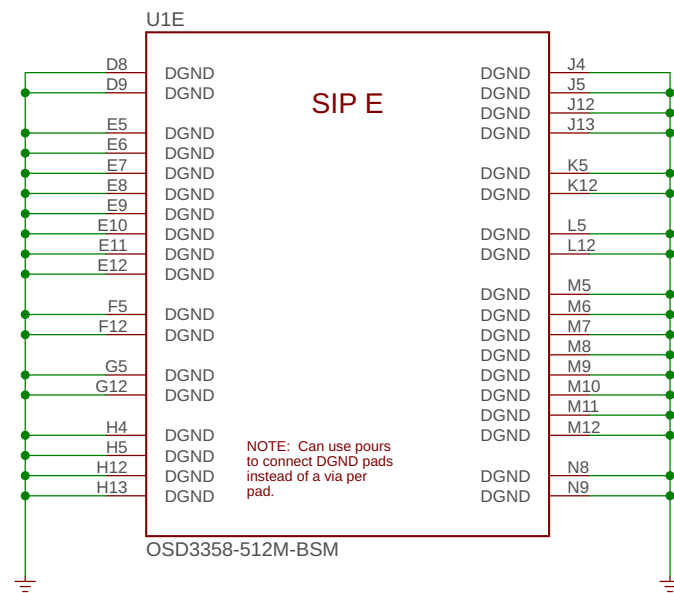 U1E
SIP E
D8 DGND
D9 DGND
E5 DGND
E6 DGND
E7 DGND
E8 DGND
E9 DGND
E10 DGND
E11 DGND
E12 DGND
F5 DGND
F12 DGND
G5 DGND
G12 DGND
H4 DGND
H5 DGND
H12 DGND
H13 DGND
DGND J4
DGND J5
DGND J12
DGND J13
DGND K5
DGND K12
DGND L5
DGND L12
DGND M5
DGND M6
DGND M7
DGND M8
DGND M9
DGND M10
DGND M11
DGND M12
DGND N8
DGND N9
NOTE: Can use pours
to connect DGND pads
instead of a via per
pad.
OSD3358-512M-BSM